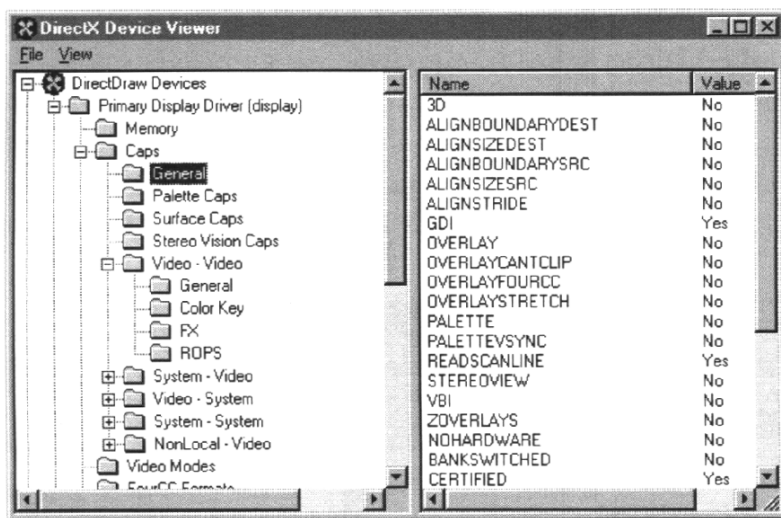 DirectX Device Viewer
File View
DirectDraw Devices
Primary Display Driver (display)
Memory
Caps
General
Palette Caps
Surface Caps
Stereo Vision Caps
Video - Video
General
Color Key
FX
ROPS
System - Video
Video - System
System - System
NonLocal - Video
Video Modes
FourCC Formats
Name Value
3D No
ALIGNBOUNDARYDEST No
ALIGNSIZEDEST No
ALIGNBOUNDARYSRC No
ALIGNSIZESRC No
ALIGNSTRIDE No
GDI Yes
OVERLAY No
OVERLAYCANTCLIP No
OVERLAYFOURCC No
OVERLAYSTRETCH No
PALETTE No
PALETTEVSYNC No
READSCANLINE Yes
STEREOVIEW No
VBI No
ZOVERLAYS No
NOHARDWARE No
BANKSWITCHED No
CERTIFIED Yes